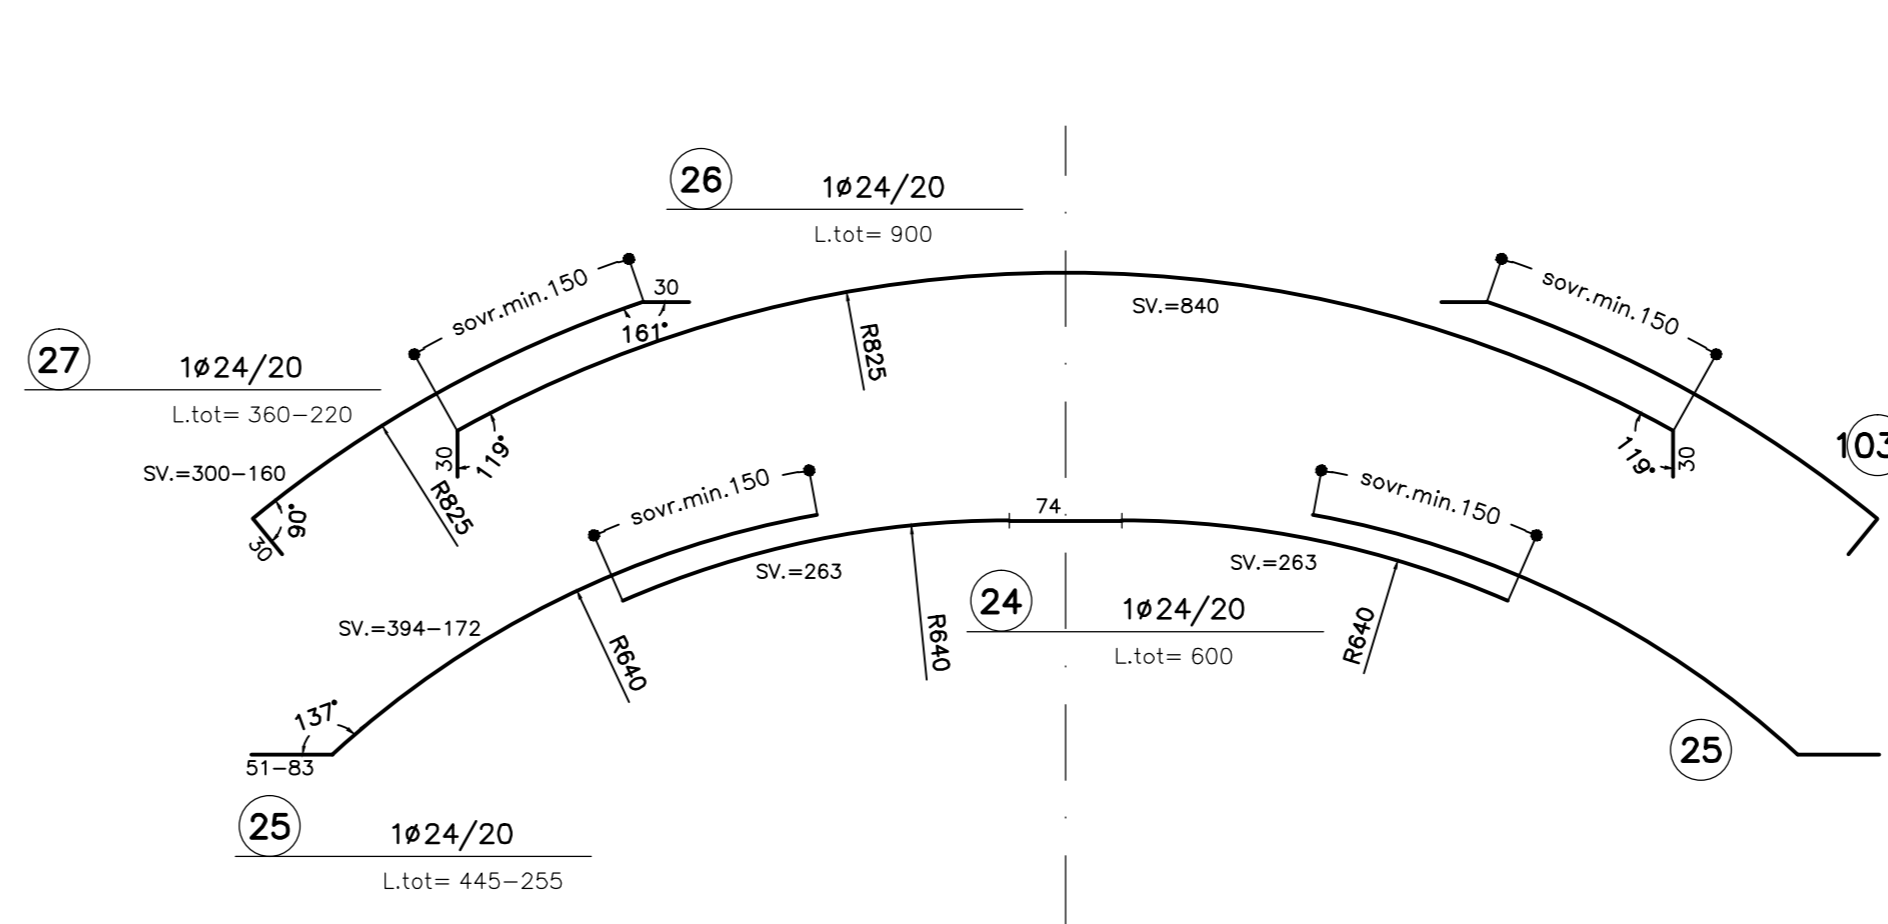 26
1ø24/20
L.tot= 900
sovr.min.150
30
161°
SV.=840
sovr.min.150
27
1ø24/20
L.tot= 360-220
R825
SV.=300-160
30
119°
R825
90°
30
119°
30
103
sovr.min.150
74
sovr.min.150
SV.=263
SV.=263
24
1ø24/20
L.tot= 600
SV.=394-172
R640
R640
R640
137°
51-83
25
25
1ø24/20
L.tot= 445-255